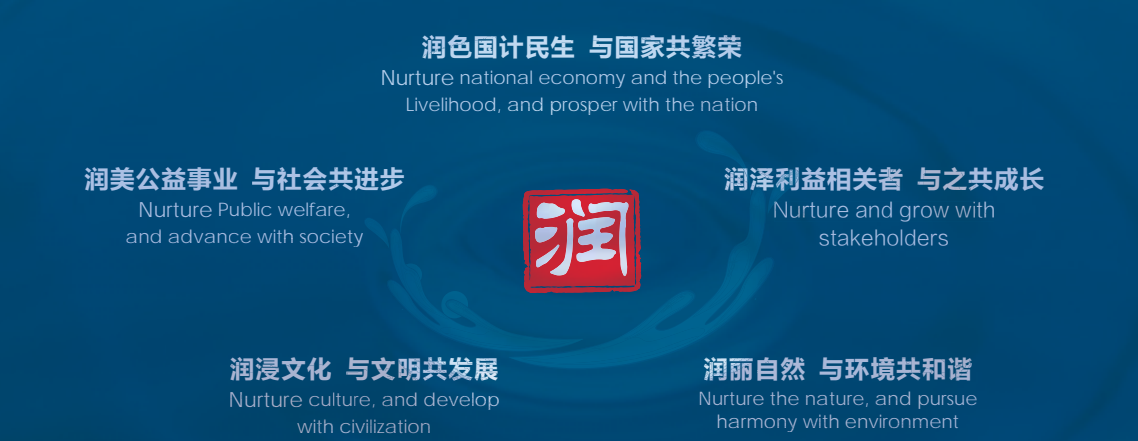 润色国计民生 与国家共繁荣
Nurture national economy and the people's
Livelihood, and prosper with the nation
润美公益事业 与社会共进步
Nurture Public welfare,
and advance with society
润泽利益相关者 与之共成长
Nurture and grow with
stakeholders
润
润浸文化 与文明共发展
Nurture culture, and develop
with civilization
润丽自然 与环境共和谐
Nurture the nature, and pursue
harmony with environment